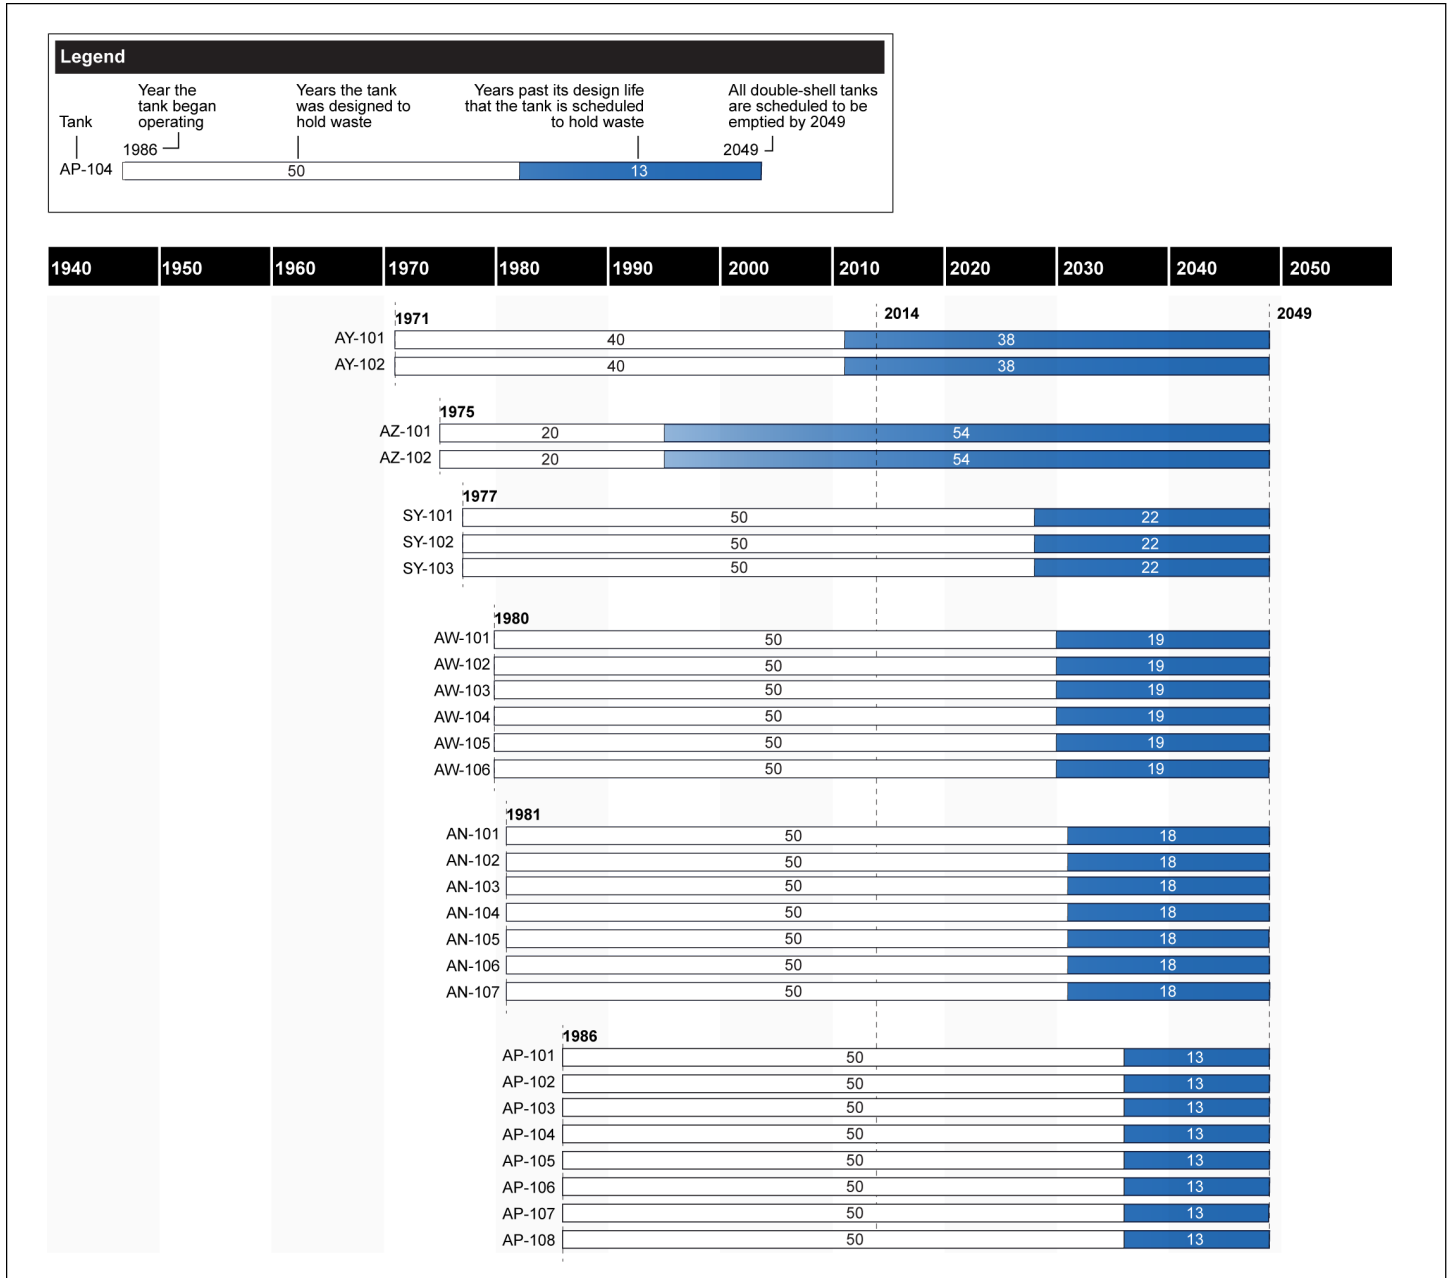 Legend
Year the
tank began
operating
Years the tank
was designed to
hold waste
Years past its design life
that the tank is scheduled
to hold waste
All double-shell tanks
are scheduled to be
emptied by 2049
Tank
1986
2049
AP-104 50 13
1940 1950 1960 1970 1980 1990 2000 2010 2020 2030 2040 2050
1971 2014 2049
AY-101 40 38
AY-102 40 38
1975
AZ-101 20 54
AZ-102 20 54
1977
SY-101 50 22
SY-102 50 22
SY-103 50 22
1980
AW-101 50 19
AW-102 50 19
AW-103 50 19
AW-104 50 19
AW-105 50 19
AW-106 50 19
1981
AN-101 50 18
AN-102 50 18
AN-103 50 18
AN-104 50 18
AN-105 50 18
AN-106 50 18
AN-107 50 18
1986
AP-101 50 13
AP-102 50 13
AP-103 50 13
AP-104 50 13
AP-105 50 13
AP-106 50 13
AP-107 50 13
AP-108 50 13